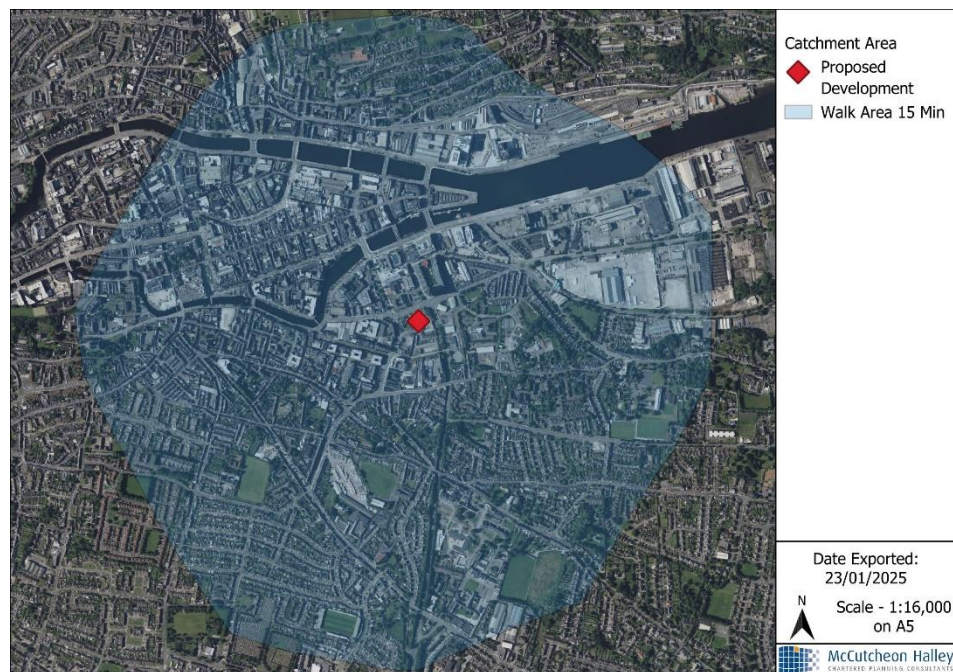 Catchment Area
Proposed
Development
Walk Area 15 Min
Date Exported:
23/01/2025
N
Scale - 1:16,000
on A5
McCutcheon Halley
CHARTERED PLANNING CONSULTANTS